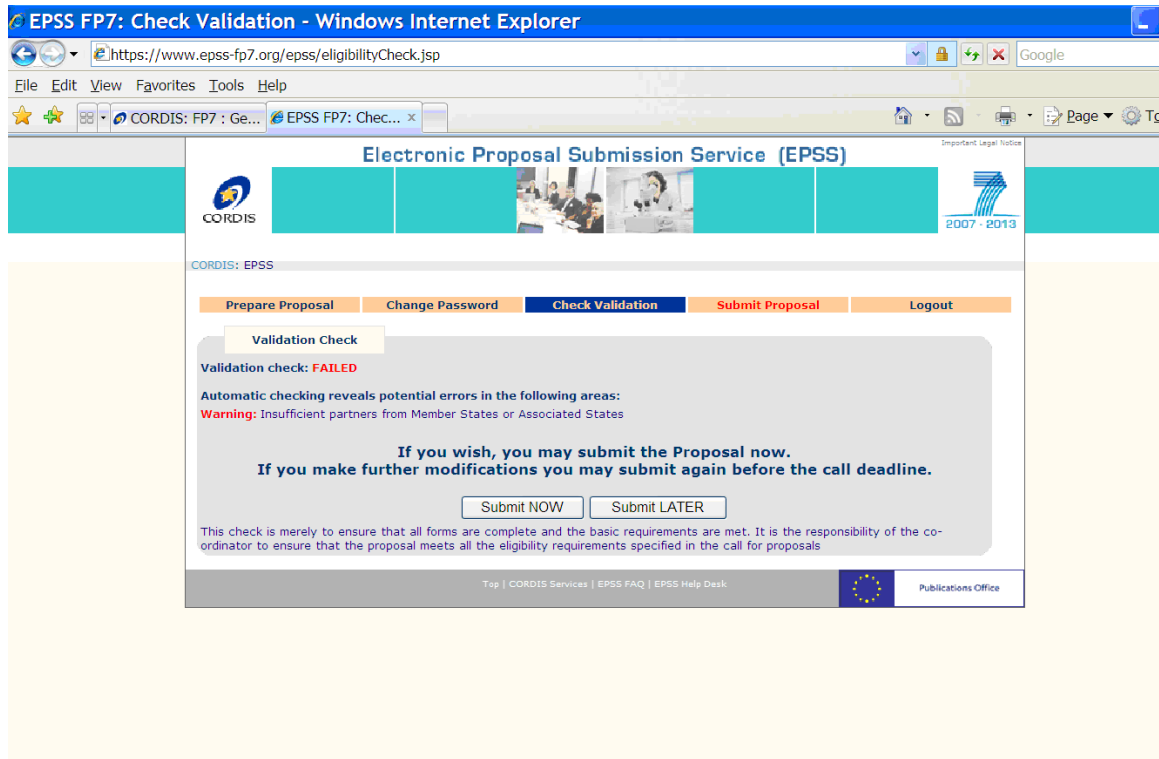 EPSS FP7: Check Validation - Windows Internet Explorer
https://www.epss-fp7.org/epss/eligibilityCheck.jsp
Google
File Edit View Favorites Tools Help
CORDIS: FP7 : Ge...
EPSS FP7: Chec... x
Page
Important Legal Notice
Electronic Proposal Submission Service (EPSS)
CORDIS
7
2007 - 2013
CORDIS: EPSS
Prepare Proposal Change Password Check Validation Submit Proposal Logout
Validation Check
Validation check: FAILED
Automatic checking reveals potential errors in the following areas:
Warning: Insufficient partners from Member States or Associated States
If you wish, you may submit the Proposal now.
If you make further modifications you may submit again before the call deadline.
Submit NOW Submit LATER
This check is merely to ensure that all forms are complete and the basic requirements are met. It is the responsibility of the co-
ordinator to ensure that the proposal meets all the eligibility requirements specified in the call for proposals
Top | CORDIS Services | EPSS FAQ | EPSS Help Desk
Publications Office